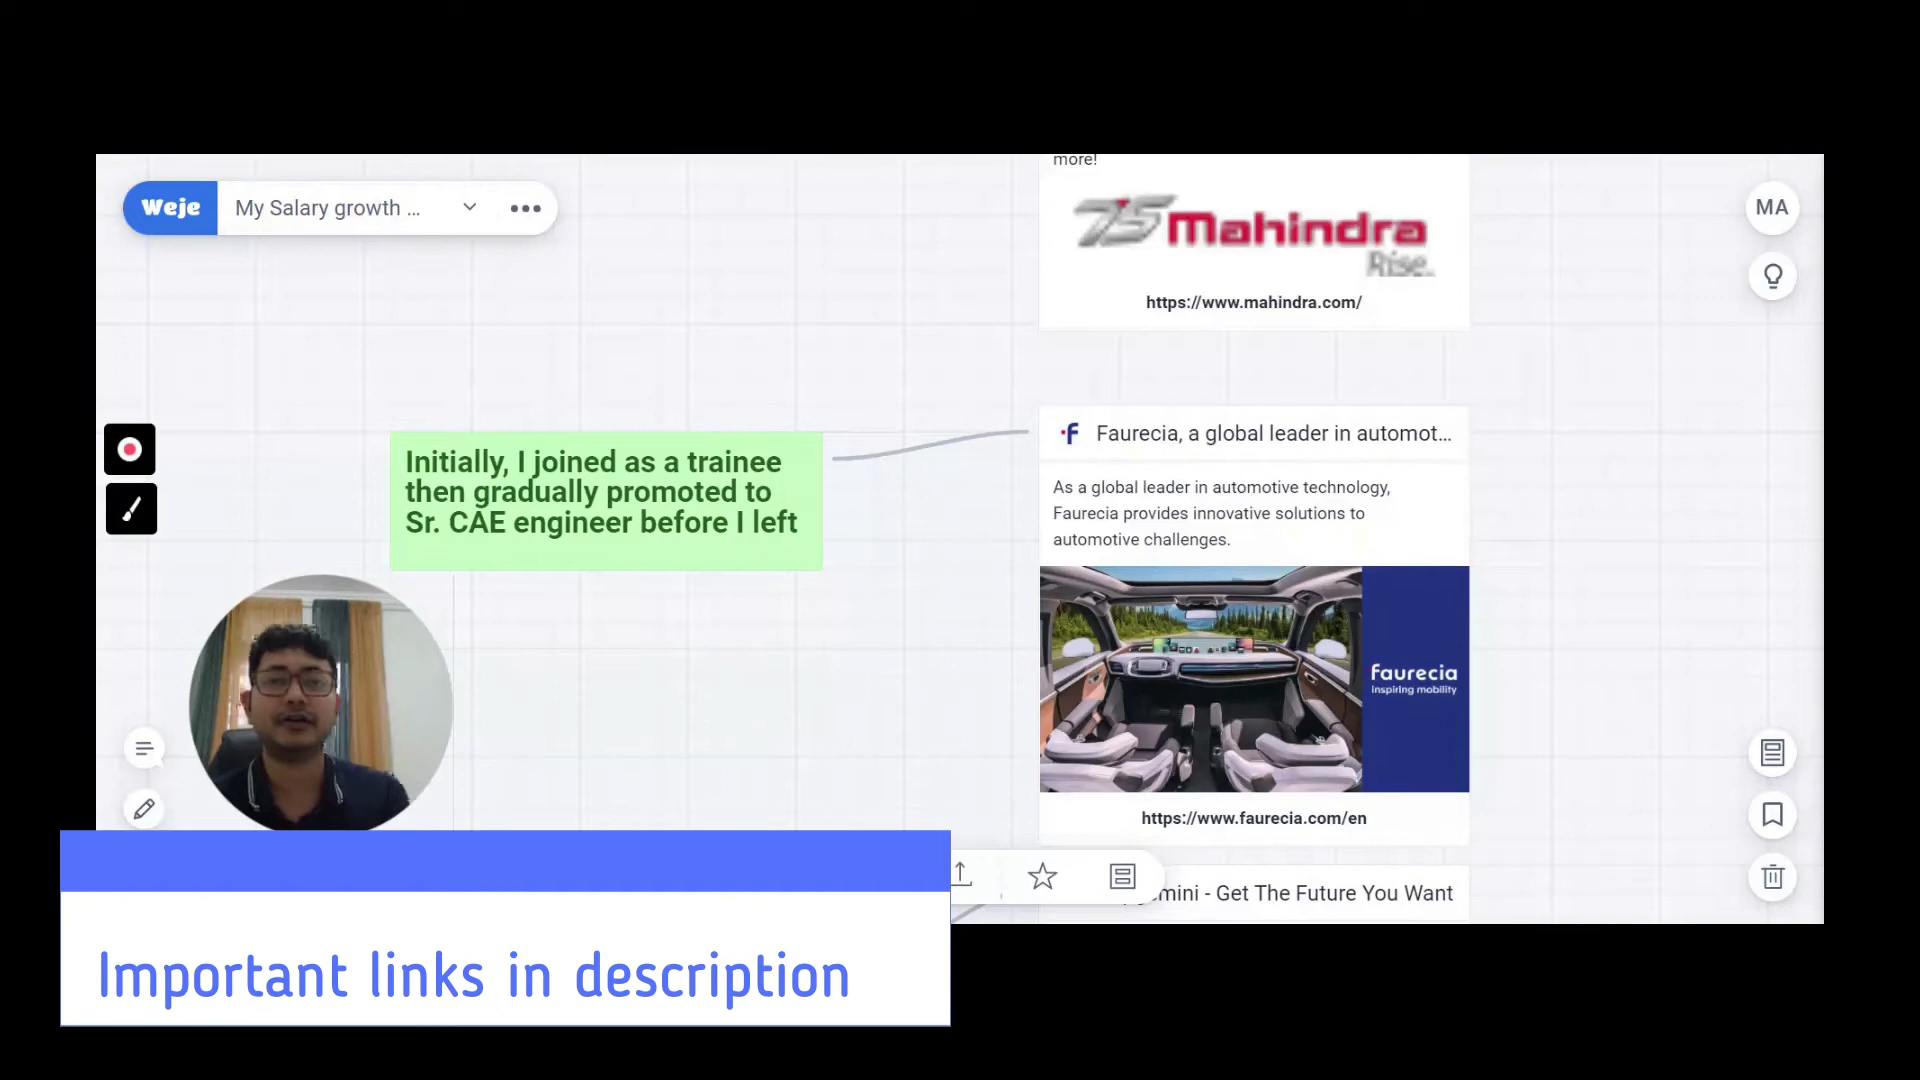 more!
Weje
My Salary growth ...
MA
75 Mahindra
Rise.
https://www.mahindra.com/
f Faurecia, a global leader in automot...
Initially, I joined as a trainee
then gradually promoted to
Sr. CAE engineer before I left
As a global leader in automotive technology,
Faurecia provides innovative solutions to
automotive challenges.
faurecia
inspiring mobility
https://www.faurecia.com/en
mini - Get The Future You Want
Important links in description